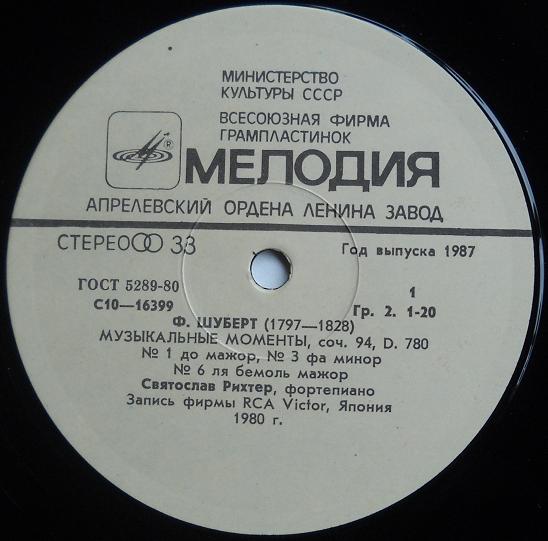 МИНИСТЕРСТВО
КУЛЬТУРЫ СССР
ВСЕСОЮЗНАЯ ФИРМА
ГРАМПЛАСТИНОК
®
МЕЛОДИЯ
АПРЕЛЕВСКИЙ ОРДЕНА ЛЕНИНА ЗАВОД
СТЕРЕО 33
Год выпуска 1987
ГОСТ 5289-80
С10—16399
1
Гр. 2. 1-20
Ф. ШУБЕРТ (1797—1828)
МУЗЫКАЛЬНЫЕ МОМЕНТЫ, соч. 94, D. 780
№ 1 до мажор, № 3 фа минор
№ 6 ля бемоль мажор
Святослав Рихтер, фортепиано
Запись фирмы RCA Victor, Япония
1980 г.